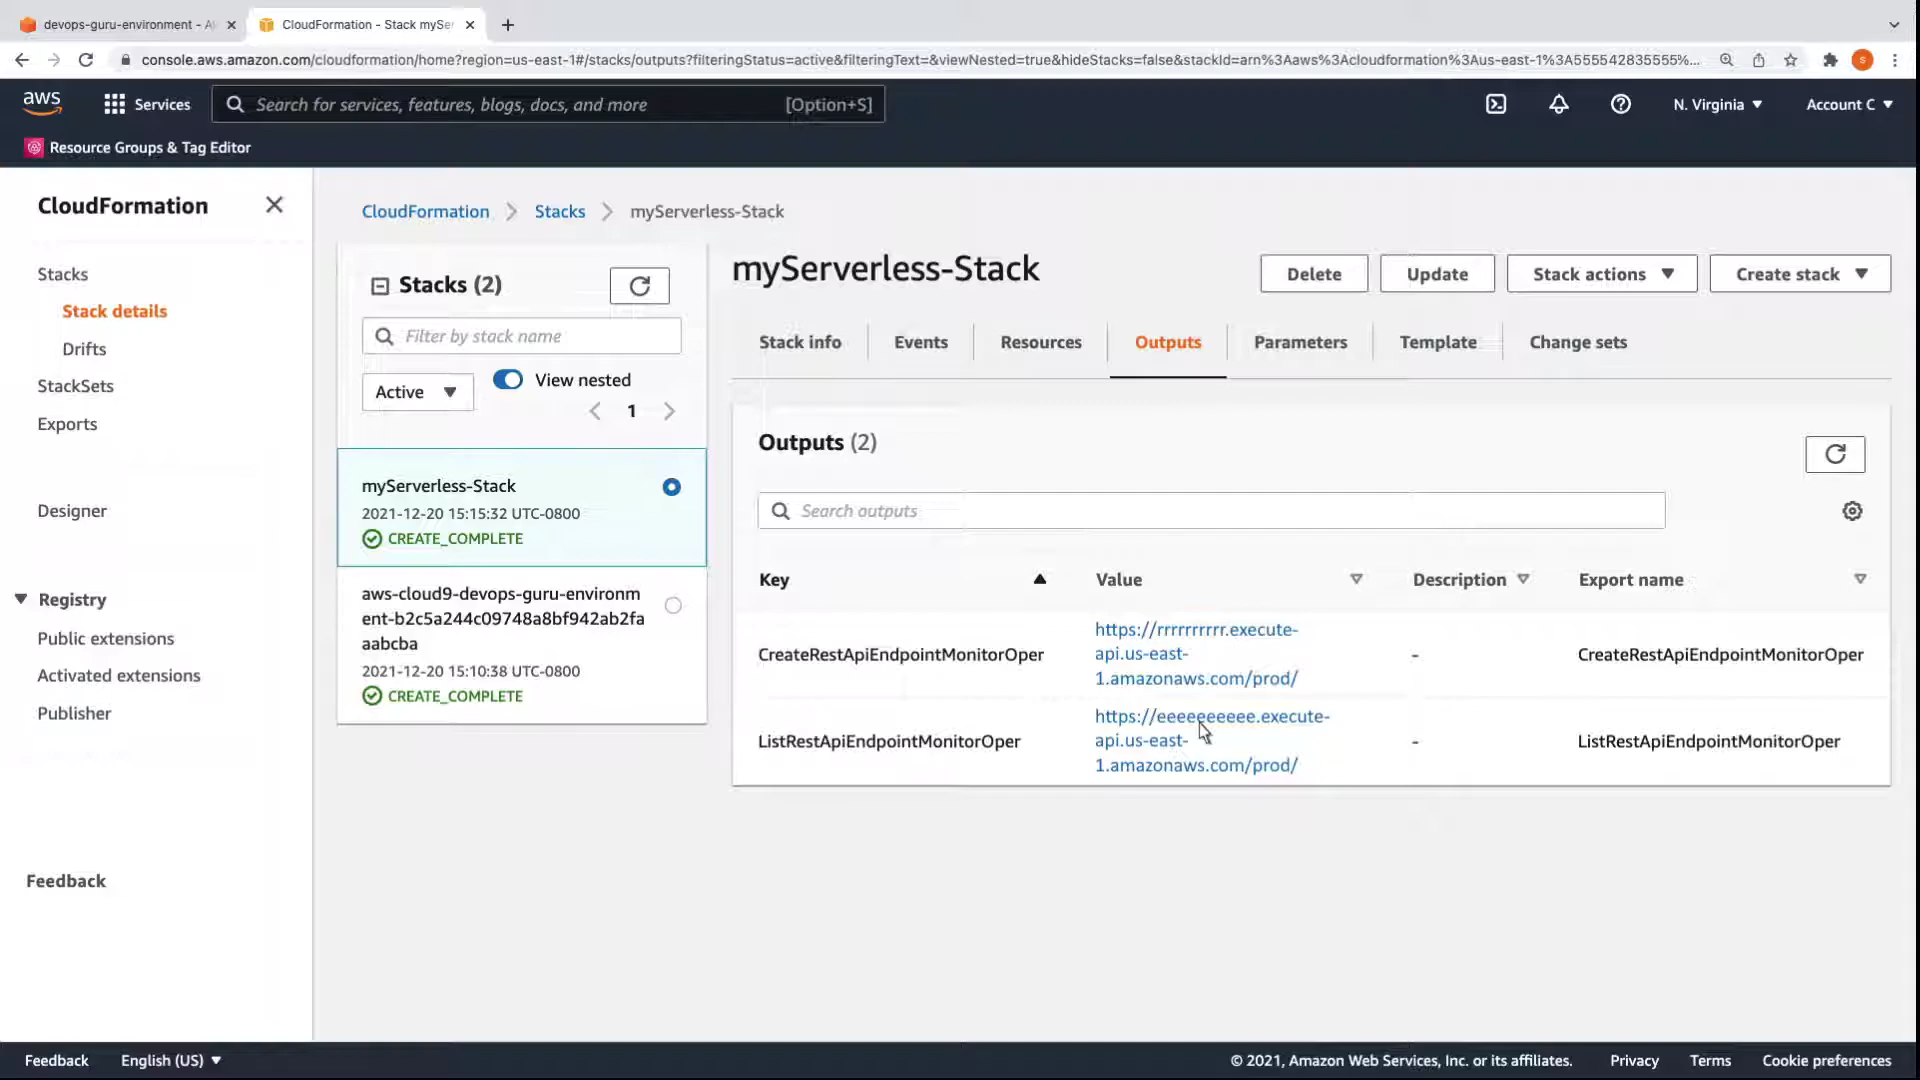 devops-guru-environment - A
CloudFormation - Stack mySer
console.aws.amazon.com/cloudformation/home?region=us-east-1#/stacks/outputs?filteringStatus=active&filteringText=&viewNested=true&hideStacks=false&stackId=arn%3Aaws%3Acloudformation%3Aus-east-1%3A555542835555%...
S
aws
Services
Search for services, features, blogs, docs, and more
[Option+S]
N. Virginia
Account C
Resource Groups & Tag Editor
CloudFormation
Stacks
Stack details
Drifts
StackSets
Exports
Designer
Registry
Public extensions
Activated extensions
Publisher
Feedback
CloudFormation
Stacks
myServerless-Stack
Stacks (2)
Filter by stack name
Active
View nested
1
myServerless-Stack
2021-12-20 15:15:32 UTC-0800
CREATE_COMPLETE
aws-cloud9-devops-guru-environm
ent-b2c5a244c09748a8bf942ab2fa
aabcba
2021-12-20 15:10:38 UTC-0800
CREATE_COMPLETE
myServerless-Stack
Delete
Update
Stack actions
Create stack
Stack info
Events
Resources
Outputs
Parameters
Template
Change sets
Outputs (2)
Search outputs
Key
Value
Description
Export name
CreateRestApiEndpointMonitorOper
https://rrrrrrrrrr.execute-
api.us-east-
1.amazonaws.com/prod/
-
CreateRestApiEndpointMonitorOper
ListRestApiEndpointMonitorOper
https://eeeeeeeeee.execute-
api.us-east-
1.amazonaws.com/prod/
-
ListRestApiEndpointMonitorOper
Feedback
English (US)
© 2021, Amazon Web Services, Inc. or its affiliates.
Privacy
Terms
Cookie preferences